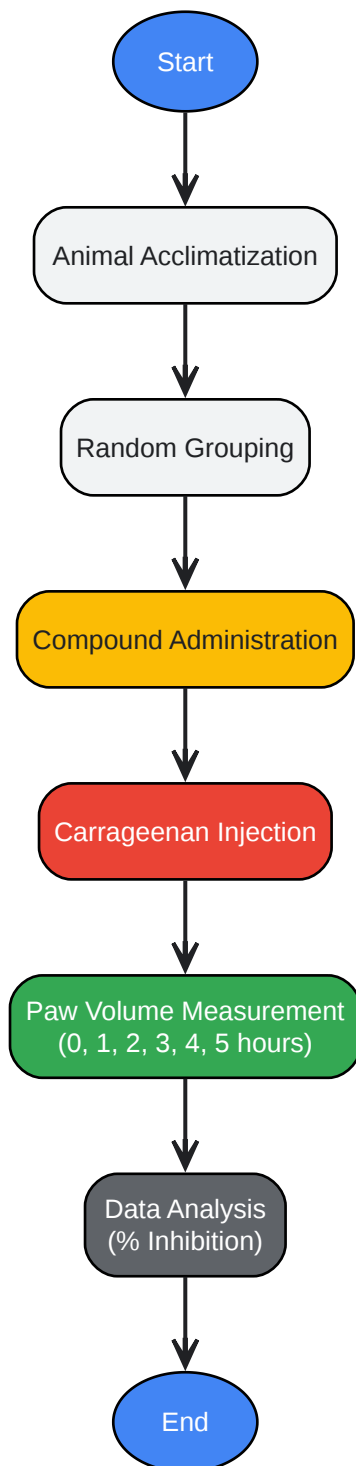 Start
Animal Acclimatization
Random Grouping
Compound Administration
Carrageenan Injection
Paw Volume Measurement
(0, 1, 2, 3, 4, 5 hours)
Data Analysis
(% Inhibition)
End